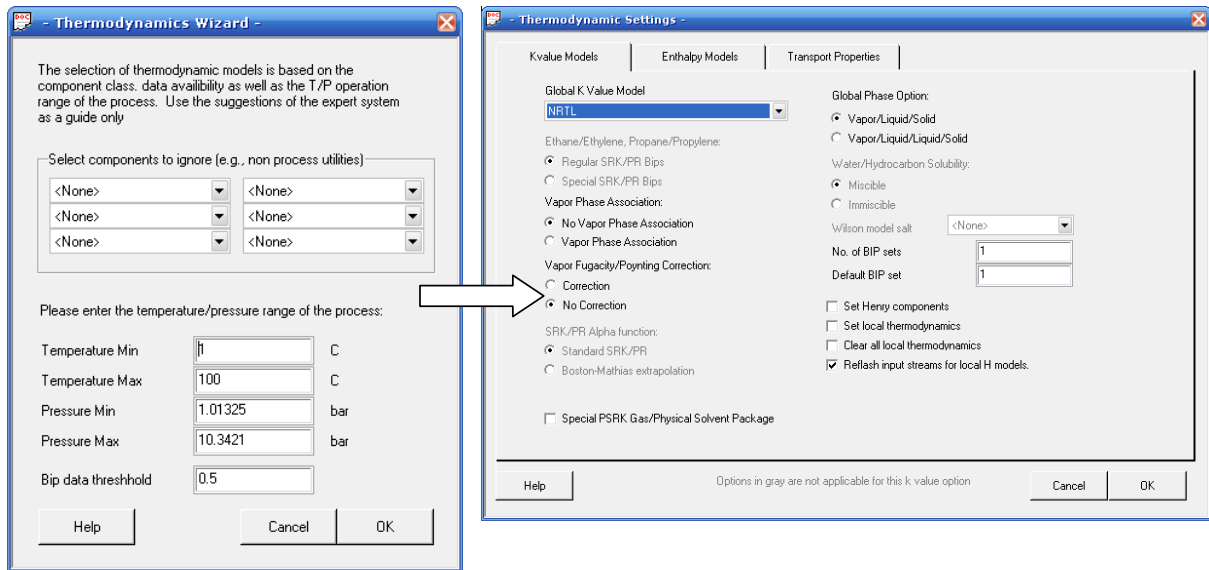 - Thermodynamics Wizard -
The selection of thermodynamic models is based on the
component class. data availibility as well as the T/P operation
range of the process. Use the suggestions of the expert system
as a guide only
Select components to ignore (e.g., non process utilities)
<None> <None>
<None> <None>
<None> <None>
Please enter the temperature/pressure range of the process:
Temperature Min 1 C
Temperature Max 100 C
Pressure Min 1.01325 bar
Pressure Max 10.3421 bar
Bip data threshhold 0.5
Help Cancel OK
- Thermodynamic Settings -
Kvalue Models Enthalpy Models Transport Properties
Global K Value Model
NRTL
Ethane/Ethylene, Propane/Propylene:
Regular SRK/PR Bips
Special SRK/PR Bips
Vapor Phase Association:
No Vapor Phase Association
Vapor Phase Association
Vapor Fugacity/Poynting Correction:
Correction
No Correction
SRK/PR Alpha function:
Standard SRK/PR
Boston-Mathias extrapolation
Special PSRK Gas/Physical Solvent Package
Global Phase Option:
Vapor/Liquid/Solid
Vapor/Liquid/Liquid/Solid
Water/Hydrocarbon Solubility:
Miscible
Immiscible
Wilson model salt <None>
No. of BIP sets 1
Default BIP set 1
Set Henry components
Set local thermodynamics
Clear all local thermodynamics
Reflash input streams for local H models.
Help Options in gray are not applicable for this k value option Cancel OK